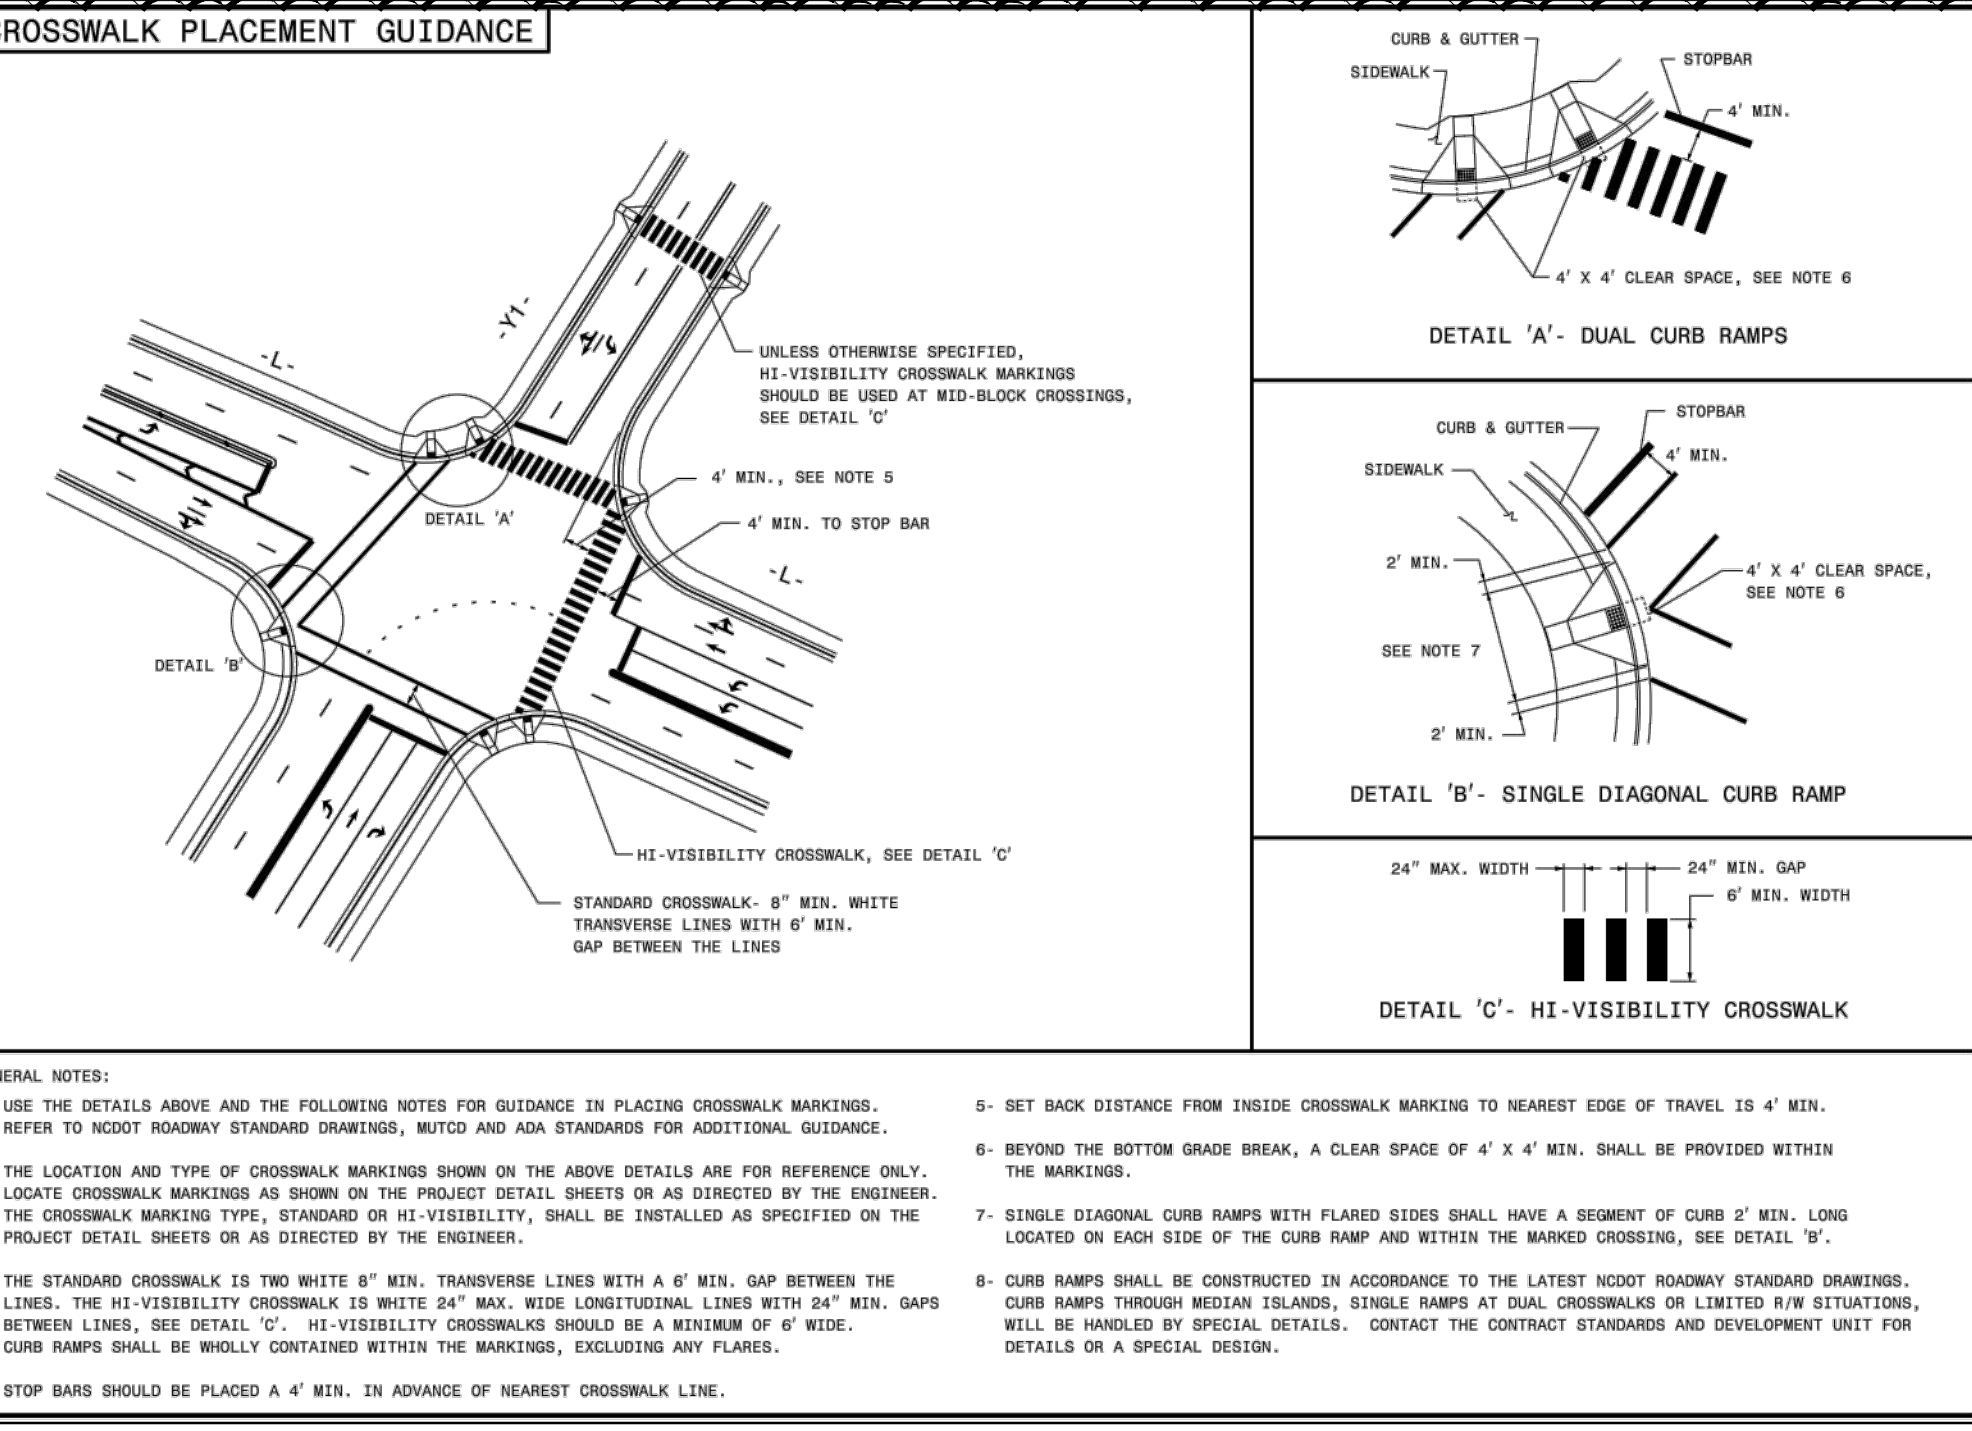 CROSSWALK PLACEMENT GUIDANCE
-L-
-Y1-
UNLESS OTHERWISE SPECIFIED,
HI-VISIBILITY CROSSWALK MARKINGS
SHOULD BE USED AT MID-BLOCK CROSSINGS,
SEE DETAIL 'C'
4' MIN., SEE NOTE 5
DETAIL 'A'
4' MIN. TO STOP BAR
-L-
DETAIL 'B'
HI-VISIBILITY CROSSWALK, SEE DETAIL 'C'
STANDARD CROSSWALK- 8" MIN. WHITE
TRANSVERSE LINES WITH 6' MIN.
GAP BETWEEN THE LINES
CURB & GUTTER
STOPBAR
SIDEWALK
4' MIN.
4' X 4' CLEAR SPACE, SEE NOTE 6
DETAIL 'A'- DUAL CURB RAMPS
STOPBAR
CURB & GUTTER
4' MIN.
SIDEWALK
2' MIN.
4' X 4' CLEAR SPACE,
SEE NOTE 6
SEE NOTE 7
2' MIN.
DETAIL 'B'- SINGLE DIAGONAL CURB RAMP
24" MAX. WIDTH
24" MIN. GAP
6' MIN. WIDTH
DETAIL 'C'- HI-VISIBILITY CROSSWALK
NERAL NOTES:
USE THE DETAILS ABOVE AND THE FOLLOWING NOTES FOR GUIDANCE IN PLACING CROSSWALK MARKINGS.
REFER TO NCDOT ROADWAY STANDARD DRAWINGS, MUTCD AND ADA STANDARDS FOR ADDITIONAL GUIDANCE.
THE LOCATION AND TYPE OF CROSSWALK MARKINGS SHOWN ON THE ABOVE DETAILS ARE FOR REFERENCE ONLY.
LOCATE CROSSWALK MARKINGS AS SHOWN ON THE PROJECT DETAIL SHEETS OR AS DIRECTED BY THE ENGINEER.
THE CROSSWALK MARKING TYPE, STANDARD OR HI-VISIBILITY, SHALL BE INSTALLED AS SPECIFIED ON THE
PROJECT DETAIL SHEETS OR AS DIRECTED BY THE ENGINEER.
THE STANDARD CROSSWALK IS TWO WHITE 8" MIN. TRANSVERSE LINES WITH A 6' MIN. GAP BETWEEN THE
LINES. THE HI-VISIBILITY CROSSWALK IS WHITE 24" MAX. WIDE LONGITUDINAL LINES WITH 24" MIN. GAPS
BETWEEN LINES, SEE DETAIL 'C'. HI-VISIBILITY CROSSWALKS SHOULD BE A MINIMUM OF 6' WIDE.
CURB RAMPS SHALL BE WHOLLY CONTAINED WITHIN THE MARKINGS, EXCLUDING ANY FLARES.
STOP BARS SHOULD BE PLACED A 4' MIN. IN ADVANCE OF NEAREST CROSSWALK LINE.
5- SET BACK DISTANCE FROM INSIDE CROSSWALK MARKING TO NEAREST EDGE OF TRAVEL IS 4' MIN.
6- BEYOND THE BOTTOM GRADE BREAK, A CLEAR SPACE OF 4' X 4' MIN. SHALL BE PROVIDED WITHIN
THE MARKINGS.
7- SINGLE DIAGONAL CURB RAMPS WITH FLARED SIDES SHALL HAVE A SEGMENT OF CURB 2' MIN. LONG
LOCATED ON EACH SIDE OF THE CURB RAMP AND WITHIN THE MARKED CROSSING, SEE DETAIL 'B'.
8- CURB RAMPS SHALL BE CONSTRUCTED IN ACCORDANCE TO THE LATEST NCDOT ROADWAY STANDARD DRAWINGS.
CURB RAMPS THROUGH MEDIAN ISLANDS, SINGLE RAMPS AT DUAL CROSSWALKS OR LIMITED R/W SITUATIONS,
WILL BE HANDLED BY SPECIAL DETAILS. CONTACT THE CONTRACT STANDARDS AND DEVELOPMENT UNIT FOR
DETAILS OR A SPECIAL DESIGN.